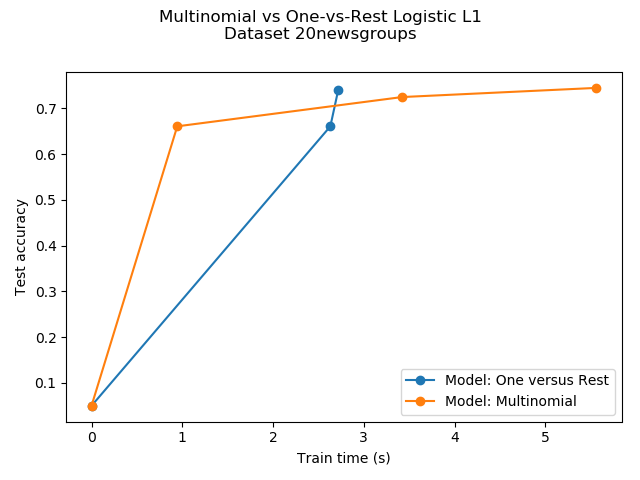 Multinomial vs One-vs-Rest Logistic L1
Dataset 20newsgroups
0.7
0.6
0.5
0.4
0.3
0.2
0.1
Test accuracy
Model: One versus Rest
Model: Multinomial
0 1 2 3 4 5
Train time (s)